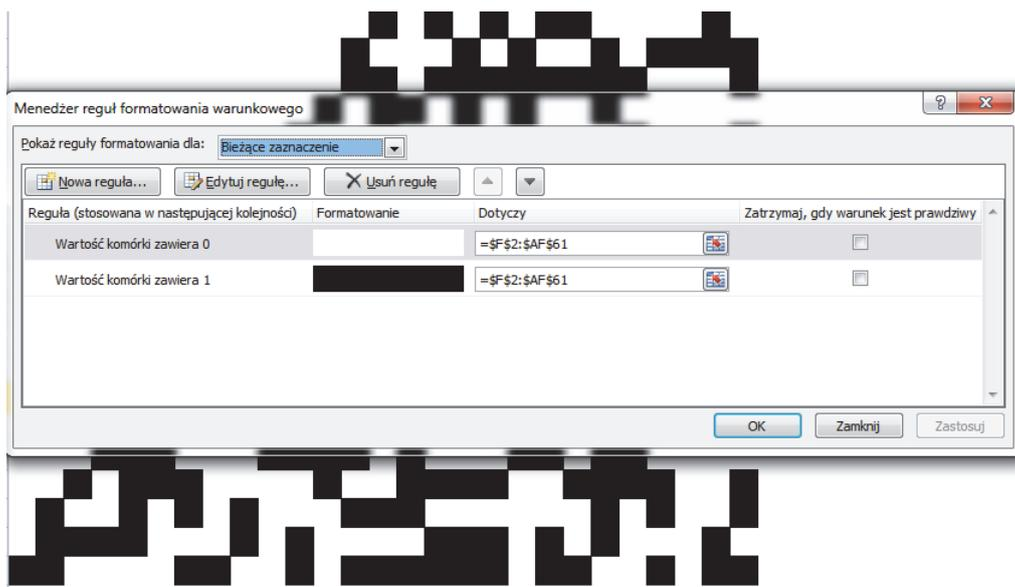 Menedżer reguł formatowania warunkowego
Pokaż reguły formatowania dla: Bieżące zaznaczenie
Nowa reguła... Edytuj regułę... Usuń regułę
Reguła (stosowana w następującej kolejności) Formatowanie Dotyczy Zatrzymaj, gdy warunek jest prawdziwy
Wartość komórki zawiera 0 =$F$2:$AF$61
Wartość komórki zawiera 1 =$F$2:$AF$61
OK Zamknij Zastosuj